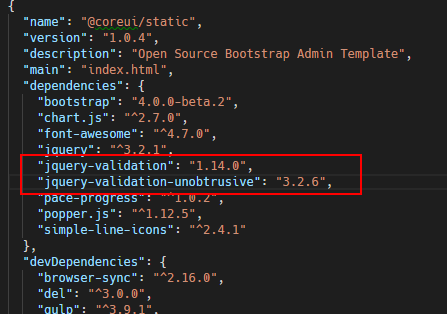 {
"name": "@coreui/static",
"version": "1.0.4",
"description": "Open Source Bootstrap Admin Template",
"main": "index.html",
"dependencies": {
"bootstrap": "4.0.0-beta.2",
"chart.js": "^2.7.0",
"font-awesome": "^4.7.0",
"jquery": "^3.2.1",
"jquery-validation": "1.14.0",
"jquery-validation-unobtrusive": "3.2.6",
"pace-progress": "^1.0.2",
"popper.js": "^1.12.5",
"simple-line-icons": "^2.4.1"
},
"devDependencies": {
"browser-sync": "^2.16.0",
"del": "^3.0.0",
"gulp": "^3.9.1",